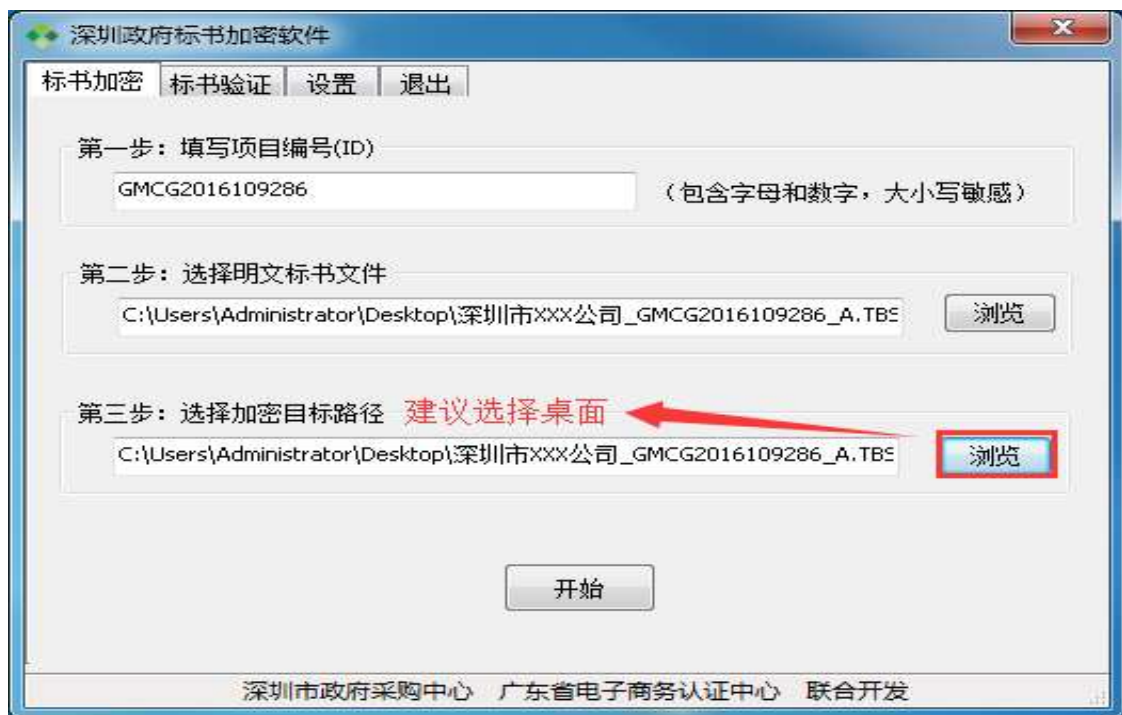 深圳政府标书加密软件
标书加密 标书验证 设置 退出
第一步：填写项目编号(ID)
GMCG2016109286 （包含字母和数字，大小写敏感）
第二步：选择明文标书文件
C:\Users\Administrator\Desktop\深圳市XXX公司_GMCG2016109286_A.TBS 浏览
第三步：选择加密目标路径 建议选择桌面
C:\Users\Administrator\Desktop\深圳市XXX公司_GMCG2016109286_A.TBS 浏览
开始
深圳市政府采购中心 广东省电子商务认证中心 联合开发